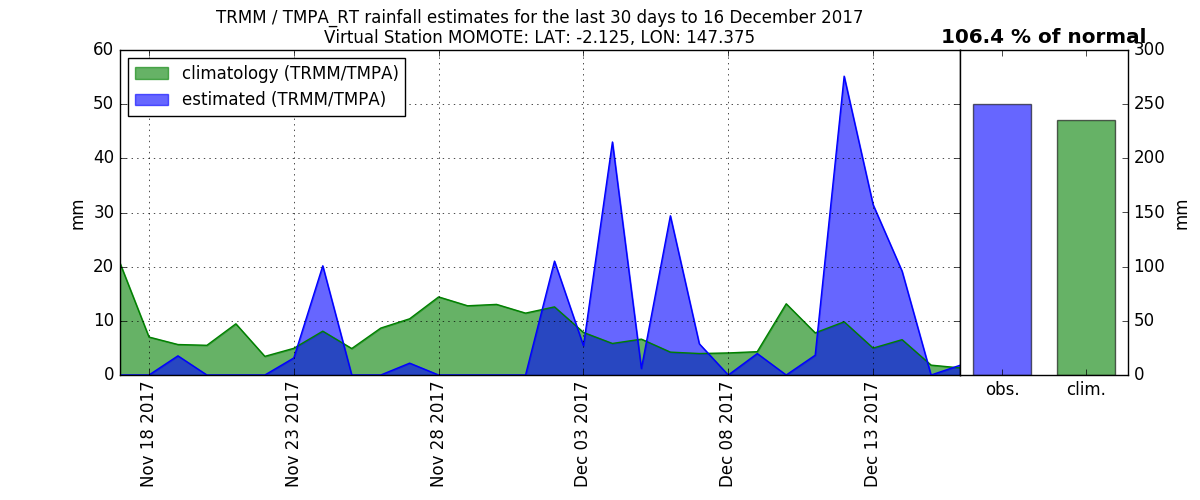 TRMM / TMPA_RT rainfall estimates for the last 30 days to 16 December 2017
Virtual Station MOMOTE: LAT: -2.125, LON: 147.375
106.4 % of normal
climatology (TRMM/TMPA)
estimated (TRMM/TMPA)
60
50
40
30
20
10
0
mm
Nov 18 2017
Nov 23 2017
Nov 28 2017
Dec 03 2017
Dec 08 2017
Dec 13 2017
300
250
200
150
100
50
0
mm
obs.
clim.